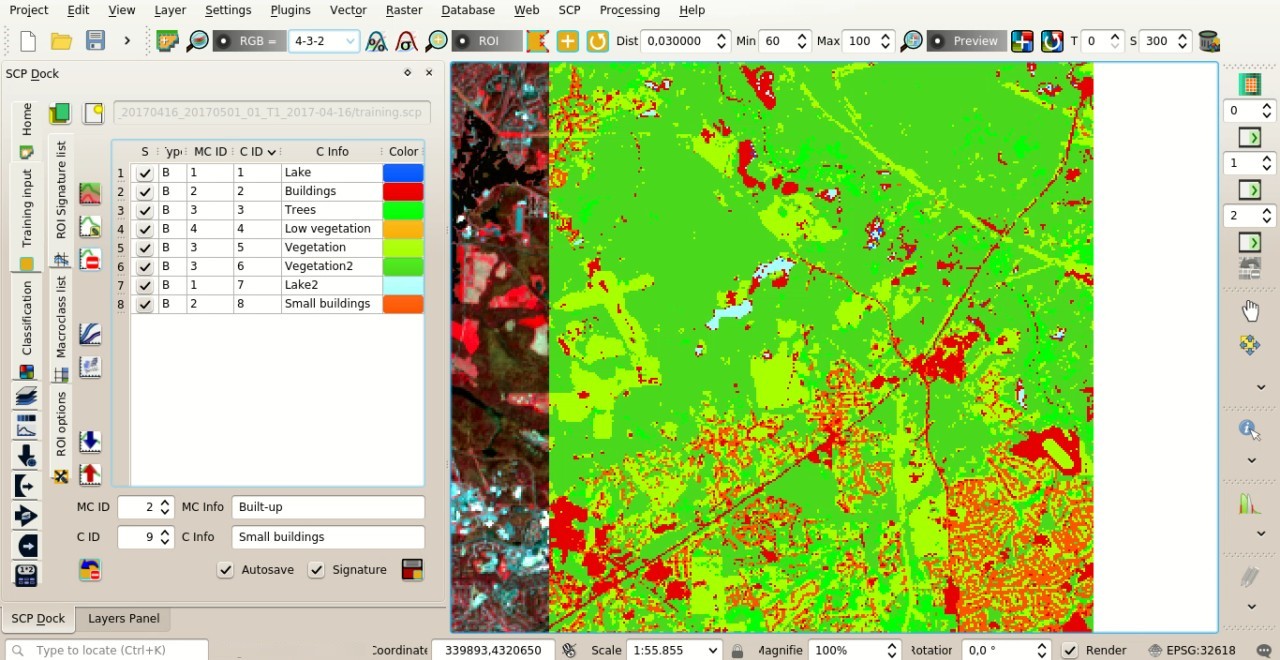 Project Edit View Layer Settings Plugins Vector Raster Database Web SCP Processing Help
RGB = 4-3-2 ROI Dist 0,030000 Min 60 Max 100 Preview T 0 S 300
SCP Dock
20170416_20170501_01_T1_2017-04-16/training.scp
Home
Training input
Classification
ROI Signature list
Macroclass list
ROI options
S Typ MC ID C ID C Info Color
1 B 1 1 Lake
2 B 2 2 Buildings
3 B 3 3 Trees
4 B 4 4 Low vegetation
5 B 3 5 Vegetation
6 B 3 6 Vegetation2
7 B 1 7 Lake2
8 B 2 8 Small buildings
MC ID 2 MC Info Built-up
C ID 9 C Info Small buildings
Autosave Signature
0
1
2
SCP Dock Layers Panel
Type to locate (Ctrl+K) Coordinate 339893,4320650 Scale 1:55.855 Magnifie 100% Rotation 0,0 ° Render EPSG:32618